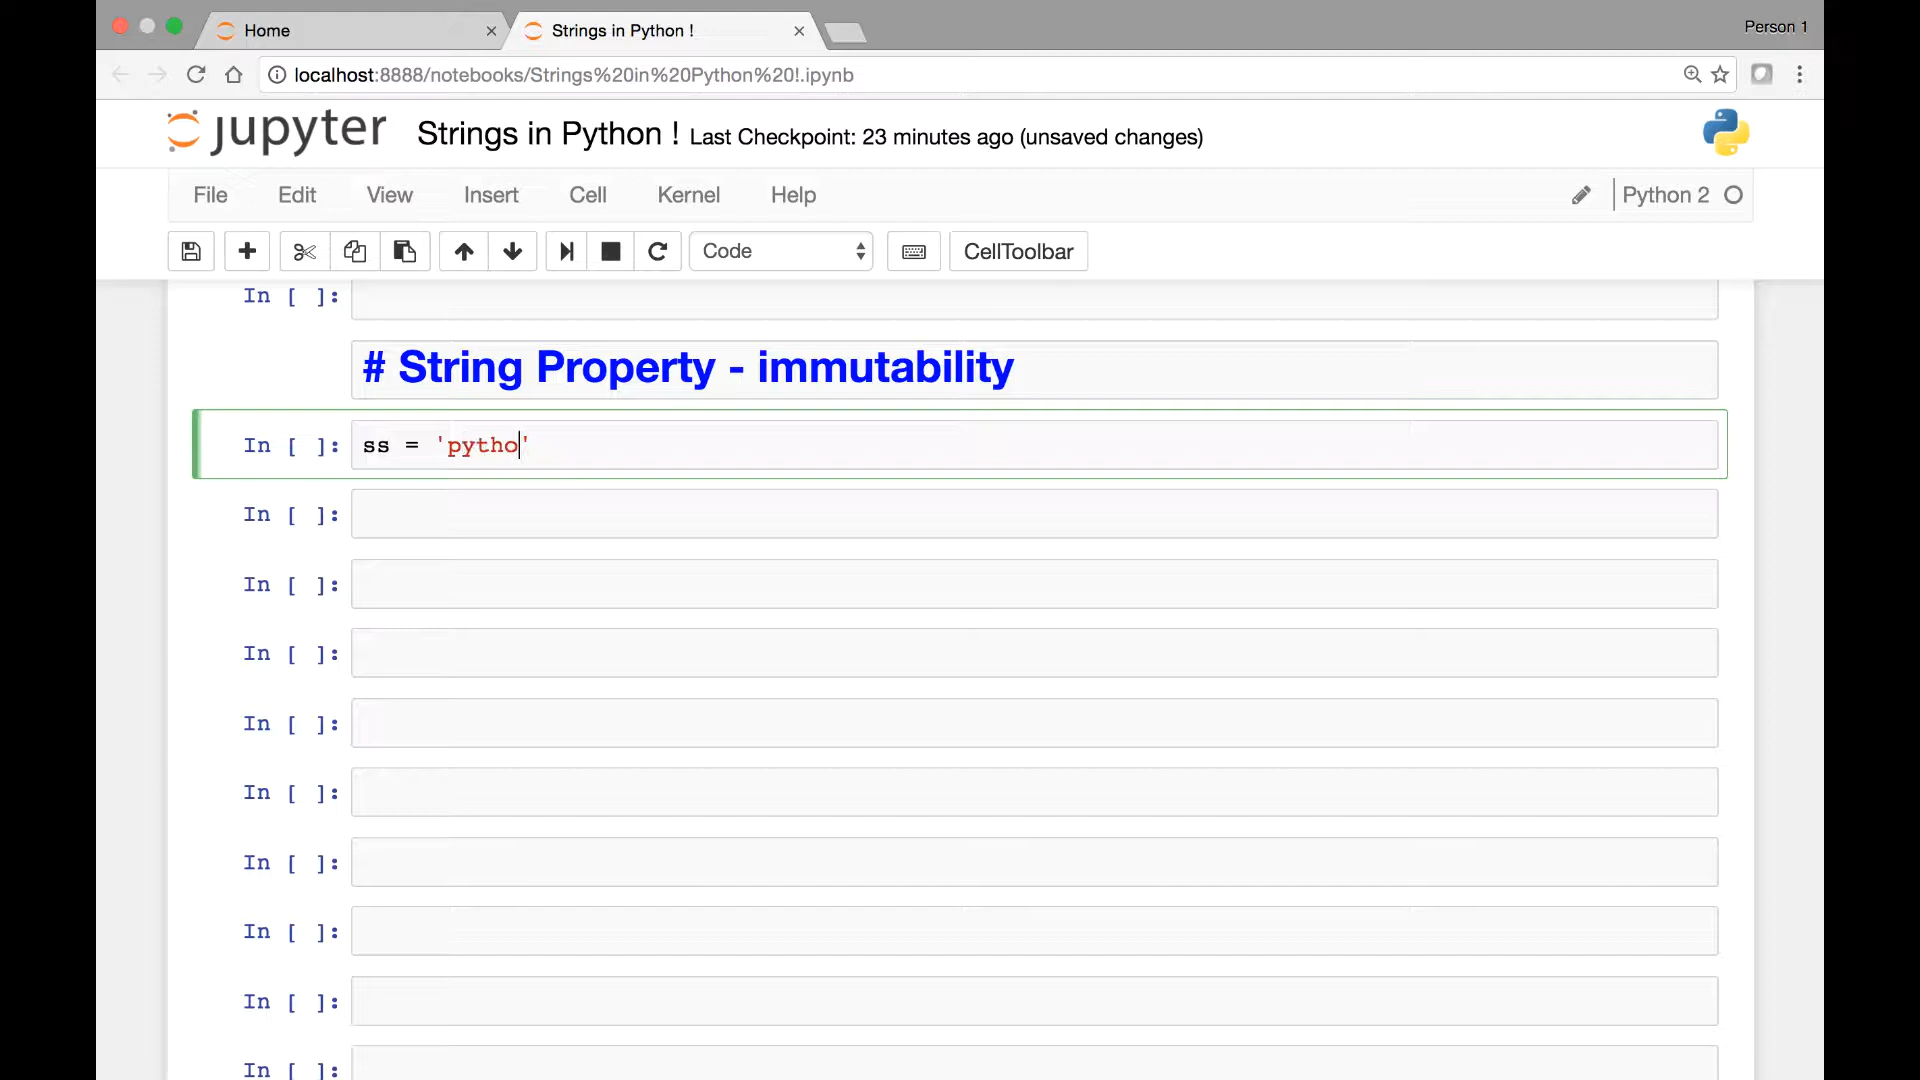 Home
Strings in Python !
Person 1
localhost:8888/notebooks/Strings%20in%20Python%20!.ipynb
jupyter Strings in Python ! Last Checkpoint: 23 minutes ago (unsaved changes)
File Edit View Insert Cell Kernel Help Python 2
Code CellToolbar
In [ ]:
# String Property - immutability
In [ ]: ss = 'pytho'
In [ ]:
In [ ]:
In [ ]:
In [ ]:
In [ ]:
In [ ]:
In [ ]:
In [ ]:
In [ ]: